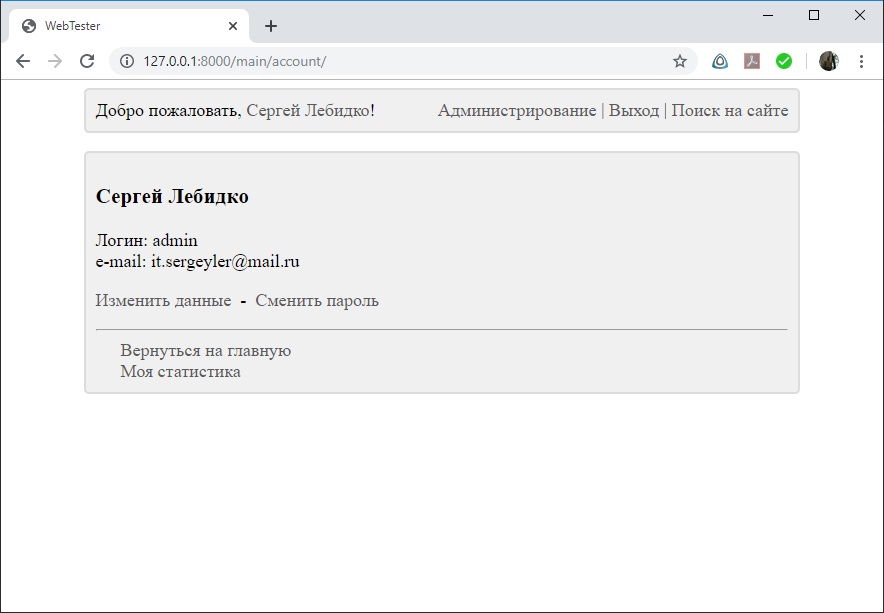 WebTester
127.0.0.1:8000/main/account/
Добро пожаловать, Сергей Лебидко!
Администрирование | Выход | Поиск на сайте
Сергей Лебидко
Логин: admin
e-mail: it.sergeyler@mail.ru
Изменить данные - Сменить пароль
Вернуться на главную
Моя статистика